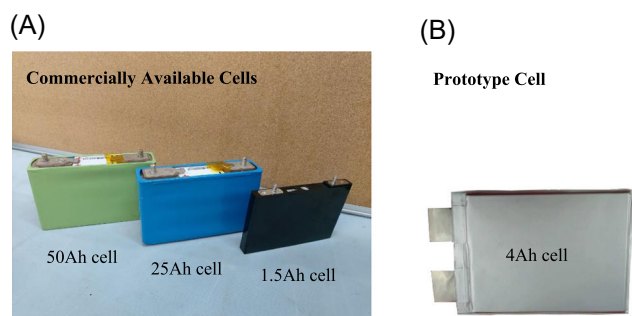 (A)
Commercially Available Cells
50Ah cell
25Ah cell
1.5Ah cell
(B)
Prototype Cell
4Ah cell